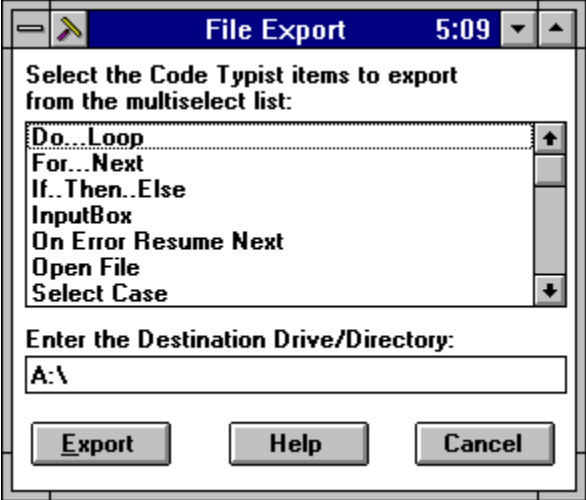 File Export 5:09
Select the Code Typist items to export
from the multiselect list:
Do...Loop
For...Next
If..Then..Else
InputBox
On Error Resume Next
Open File
Select Case
Enter the Destination Drive/Directory:
A:\
Export Help Cancel